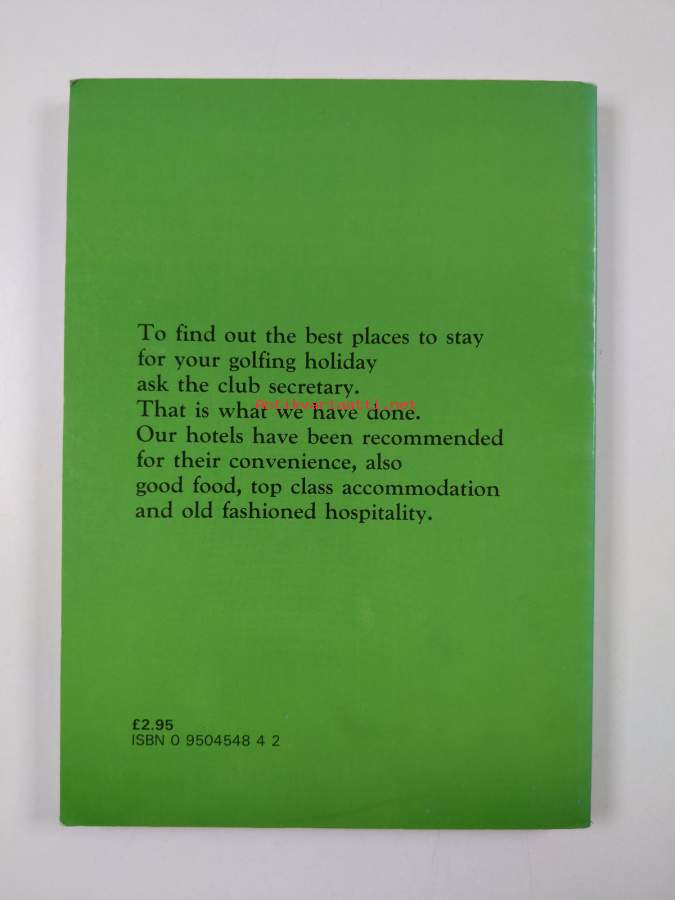 To find out the best places to stay
for your golfing holiday
ask the club secretary.
That is what we have done.
Antikvariaatti.net
Our hotels have been recommended
for their convenience, also
good food, top class accommodation
and old fashioned hospitality.
£2.95
ISBN 0 9504548 4 2